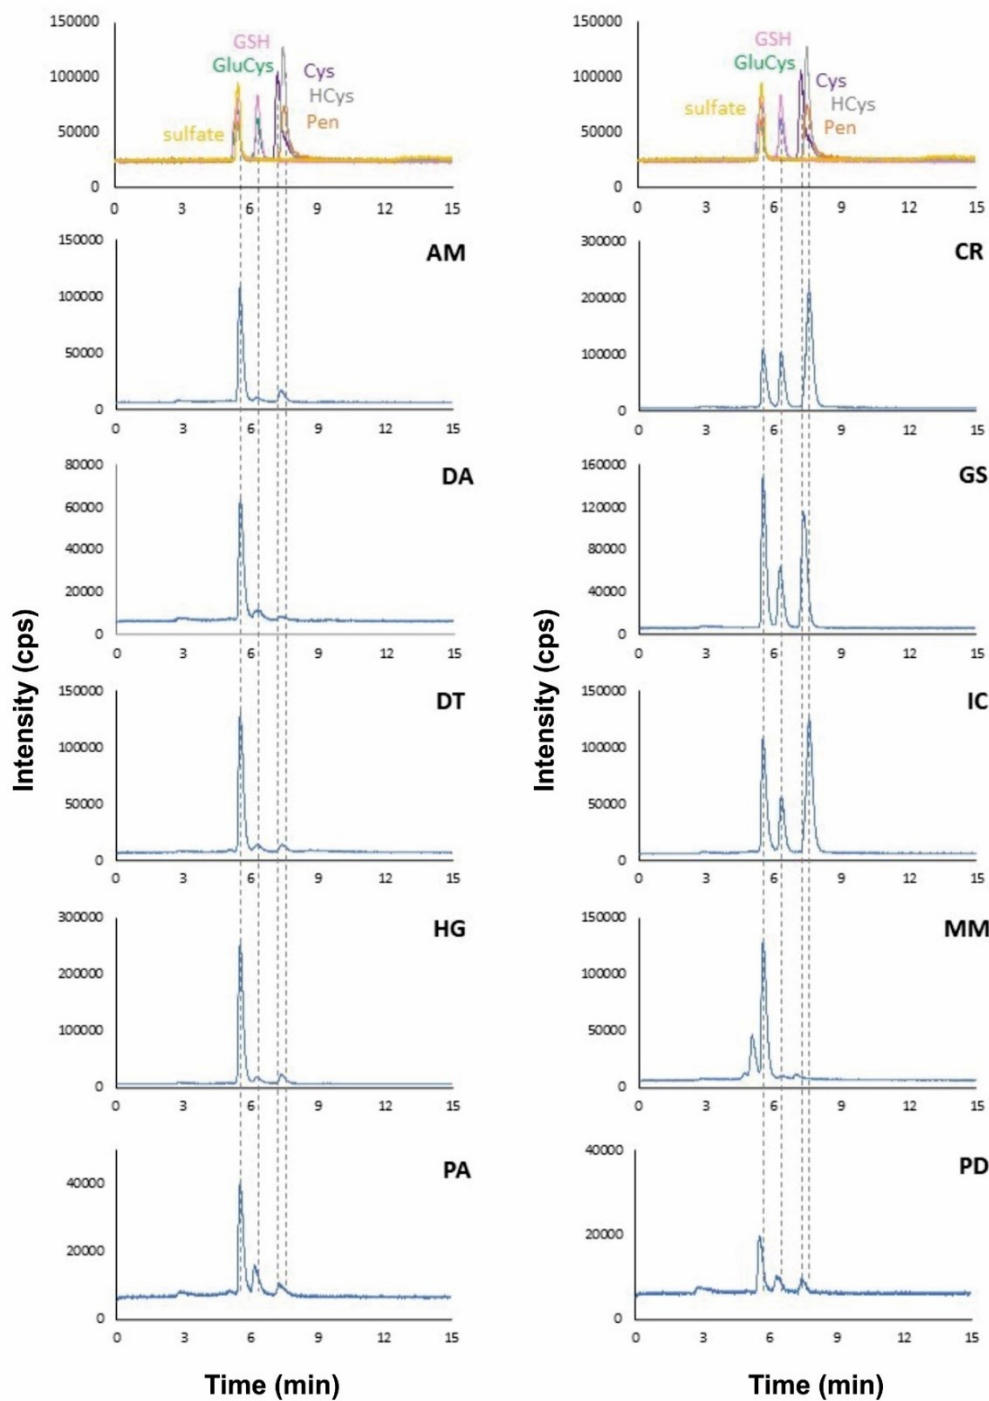 150000
100000
50000
0
0 3 6 9 12 15
GSH
GluCys
Cys
HCys
sulfate
Pen
150000
100000
50000
0
0 3 6 9 12 15
GSH
GluCys
Cys
HCys
sulfate
Pen
AM
150000
100000
50000
0
0 3 6 9 12 15
CR
300000
200000
100000
0
0 3 6 9 12 15
DA
80000
60000
40000
20000
0
0 3 6 9 12 15
GS
160000
120000
80000
40000
0
0 3 6 9 12 15
DT
150000
100000
50000
0
0 3 6 9 12 15
IC
150000
100000
50000
0
0 3 6 9 12 15
HG
300000
200000
100000
0
0 3 6 9 12 15
MM
150000
100000
50000
0
0 3 6 9 12 15
PA
40000
20000
0
0 3 6 9 12 15
PD
40000
20000
0
0 3 6 9 12 15
Intensity (cps)
Intensity (cps)
Time (min)
Time (min)